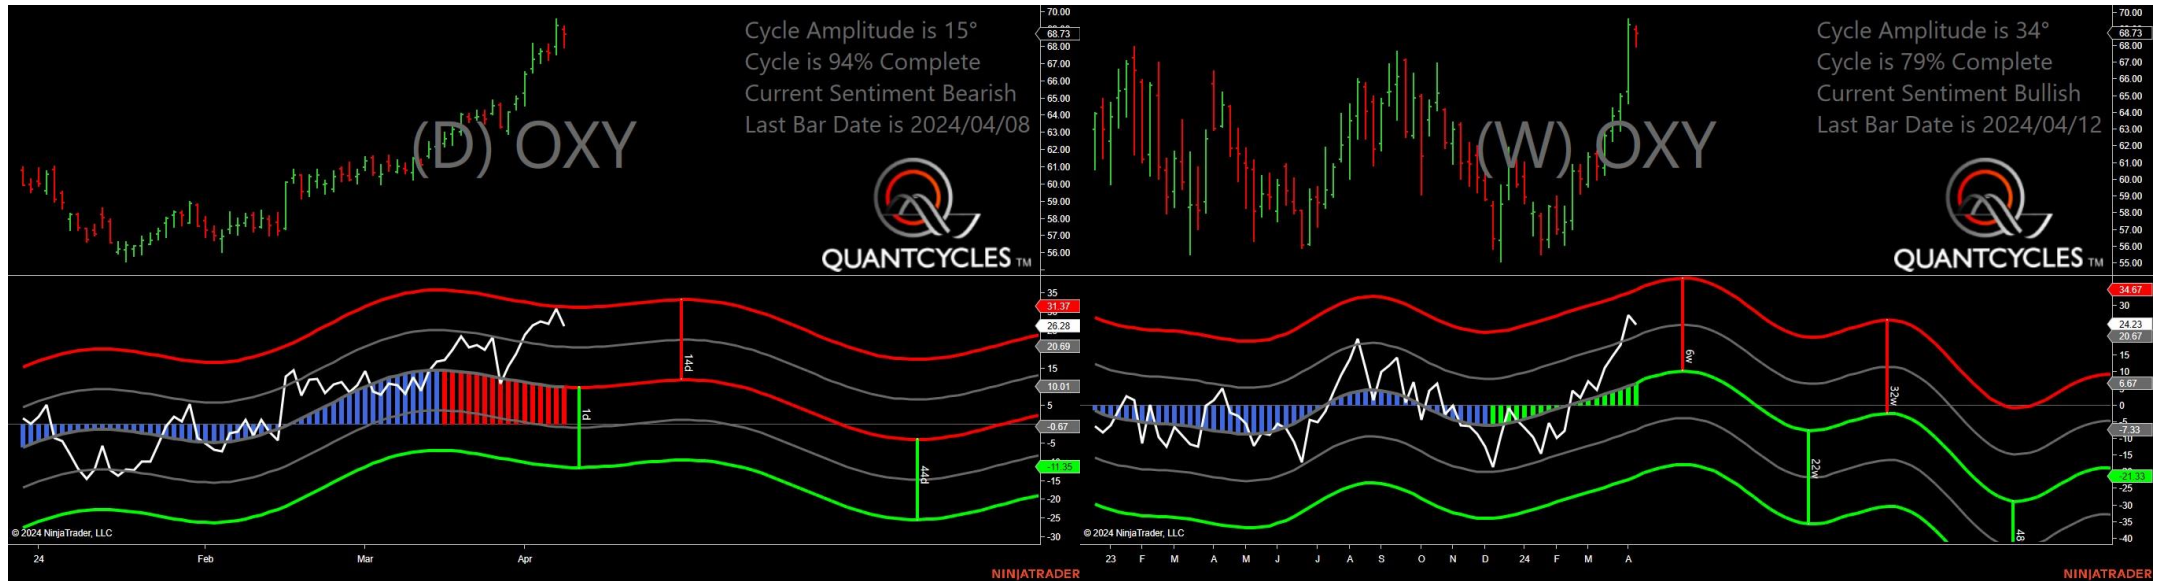 Cycle Amplitude is 15°
Cycle is 94% Complete
Current Sentiment Bearish
Last Bar Date is 2024/04/08
(D) OXY
QUANTCYCLES TM
70.00
68.73
68.00
67.00
66.00
65.00
64.00
63.00
62.00
61.00
60.00
59.00
58.00
57.00
56.00
35
31.37
26.28
20.69
15
10.01
5
-0.67
-5
-11.35
-15
-20
-25
-30
14d
1d
44d
© 2024 NinjaTrader, LLC
24 Feb Mar Apr
NINJATRADER
Cycle Amplitude is 34°
Cycle is 79% Complete
Current Sentiment Bullish
Last Bar Date is 2024/04/12
(W) OXY
QUANTCYCLES TM
70.00
68.73
68.00
67.00
66.00
65.00
64.00
63.00
62.00
61.00
60.00
59.00
58.00
57.00
56.00
55.00
34.67
30
24.23
20.67
15
10
6.67
0
-7.33
-10
-15
-21.33
-25
-30
-35
-40
6w
32w
22w
48
© 2024 NinjaTrader, LLC
23 F M A M J J A S O N D 24 F M A
NINJATRADER